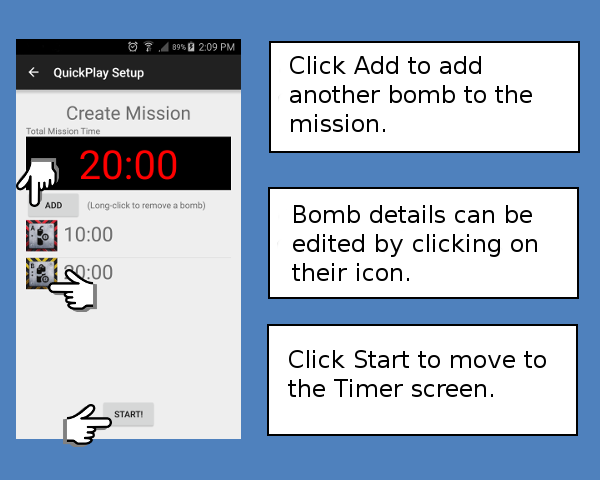 89% 2:09 PM
QuickPlay Setup
Create Mission
Total Mission Time
20:00
ADD (Long-click to remove a bomb)
10:00
20:00
START!
Click Add to add
another bomb to the
mission.
Bomb details can be
edited by clicking on
their icon.
Click Start to move to
the Timer screen.